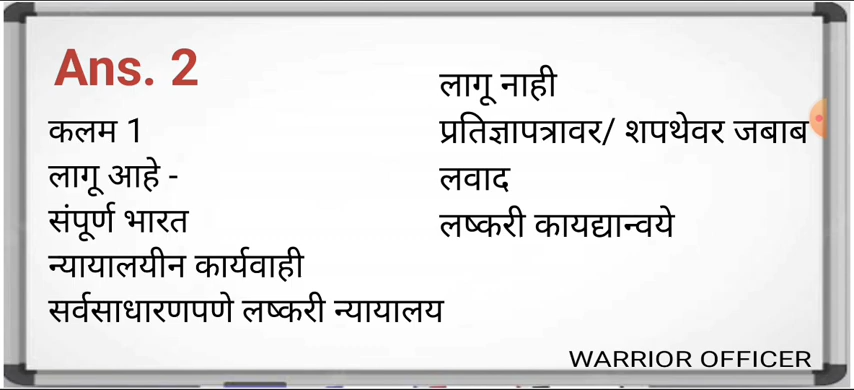 Ans. 2
कलम 1
लागू आहे -
संपूर्ण भारत
न्यायालयीन कार्यवाही
सर्वसाधारणपणे लष्करी न्यायालय
लागू नाही
प्रतिज्ञापत्रावर/ शपथेवर जबाब
लवाद
लष्करी कायद्यान्वये
WARRIOR OFFICER